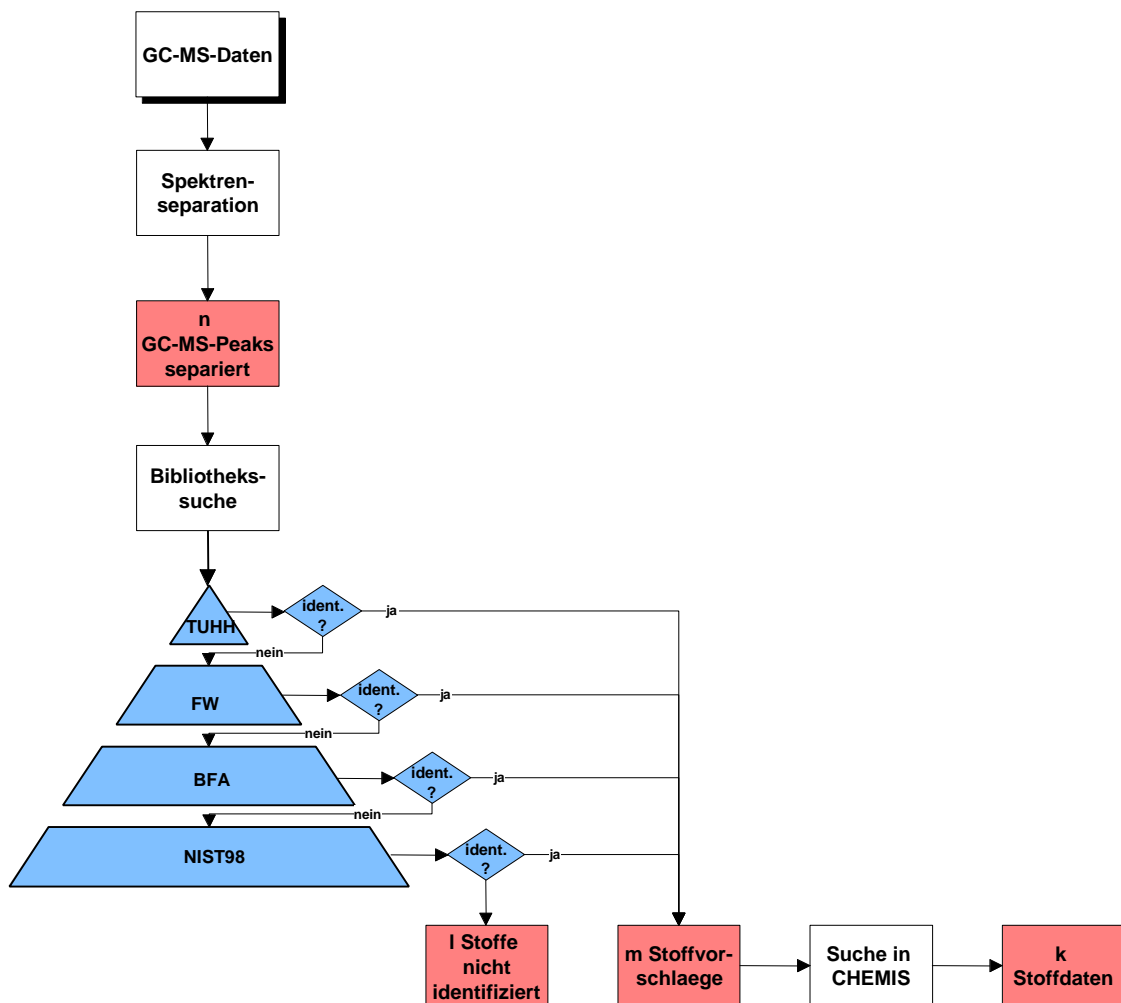 GC-MS-Daten
Spektren-
separation
n
GC-MS-Peaks
separiert
Bibliotheks-
suche
TUHH
ident.
?
ja
nein
FW
ident.
?
ja
nein
BFA
ident.
?
ja
nein
NIST98
ident.
?
ja
l Stoffe
nicht
identifiziert
m Stoffvor-
schlaege
Suche in
CHEMIS
k
Stoffdaten